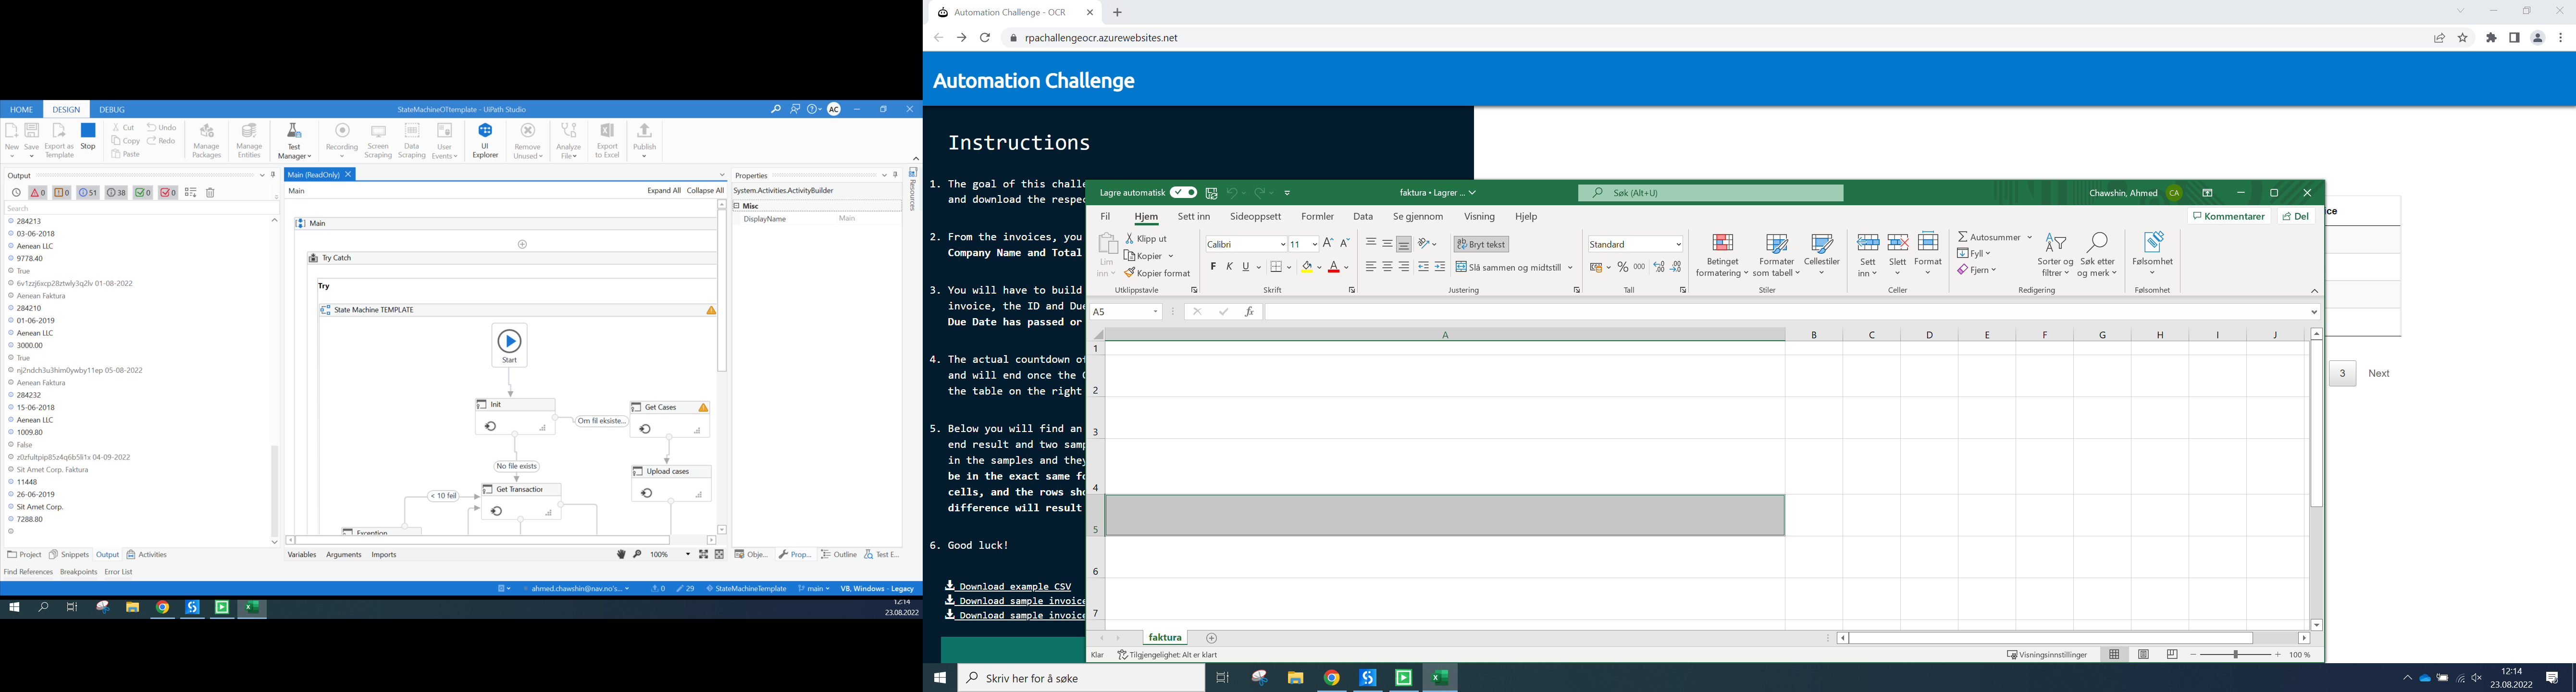 HOME DESIGN DEBUG StateMachineOTtemplate - UiPath Studio AC
New Save Export as Template Stop
Cut Copy Paste Undo Redo
Manage Packages Manage Entities Test Manager Recording Screen Scraping Data Scraping User Events UI Explorer Remove Unused Analyze File Export to Excel Publish
Output
0 0 51 38 0 0
Search
284213
03-06-2018
Aenean LLC
9778.40
True
6v1zzj6xcp28ztwly3q2lv 01-08-2022
Aenean Faktura
284210
01-06-2019
Aenean LLC
3000.00
True
nj2ndch3u3him0ywby11ep 05-08-2022
Aenean Faktura
284232
15-06-2018
Aenean LLC
1009.80
False
z0zfultpip85z4q6b5li1x 04-09-2022
Sit Amet Corp. Faktura
11448
26-06-2019
Sit Amet Corp.
7288.80
Project Snippets Output Activities
Find References Breakpoints Error List
Main (ReadOnly)
Main Expand All Collapse All
Main
Try Catch
Try
State Machine TEMPLATE
Start
Init
Om fil eksiste...
Get Cases
No file exists
Upload cases
< 10 feil
Get Transaction
Exception
Variables Arguments Imports 100%
Properties
System.Activities.ActivityBuilder
Misc
DisplayName Main
Resources
Obje... Prop... Outline Test E...
ahmed.chawshin@nav.no's... 0 29 StateMachineTemplate main VB, Windows - Legacy
12:14
23.08.2022
Automation Challenge - OCR
rpachallengeocr.azurewebsites.net
Automation Challenge
Instructions
1. The goal of this challe
and download the respec
2. From the invoices, you
Company Name and Total
3. You will have to build
invoice, the ID and Due
Due Date has passed or
4. The actual countdown of
and will end once the
the table on the right
5. Below you will find an
end result and two samp
in the samples and they
be in the exact same fo
cells, and the rows sho
difference will result
6. Good luck!
Download example CSV
Download sample invoice
Download sample invoice
ice
3 Next
Lagre automatisk faktura • Lagrer ... Søk (Alt+U) Chawshin, Ahmed CA
Fil Hjem Sett inn Sideoppsett Formler Data Se gjennom Visning Hjelp Kommentarer Del
Lim inn Klipp ut Kopier Kopier format
Utklippstavle
Calibri 11
F K U
Skrift
Bryt tekst
Slå sammen og midtstill
Justering
Standard
% 000
Tall
Betinget formatering Formater som tabell Cellestiler
Stiler
Sett inn Slett Format
Celler
Autosummer Fyll Fjern Sorter og filtrer Søk etter og merk
Redigering
Følsomhet
Følsomhet
A5 fx
A B C D E F G H I J
1
2
3
4
5
6
7
faktura
Klar Tilgjengelighet: Alt er klart Visningsinnstillinger 100 %
Skriv her for å søke
12:14
23.08.2022